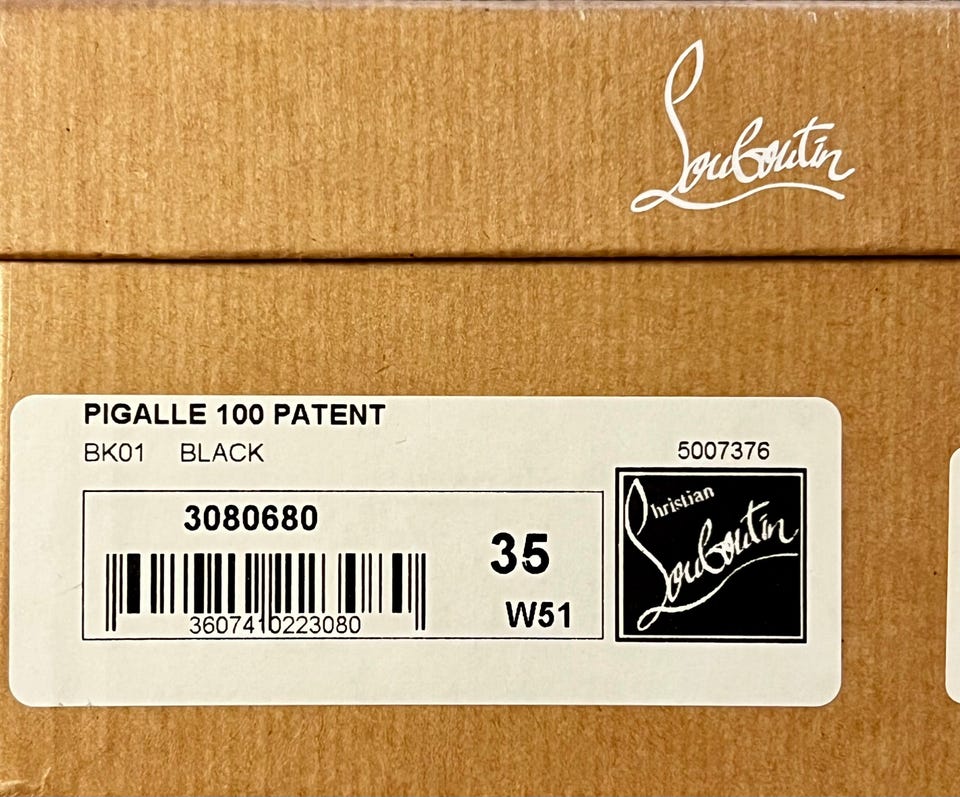 Louboutin
PIGALLE 100 PATENT
BK01 BLACK
5007376
3080680
35
W51
3607410223080
Christian
Louboutin